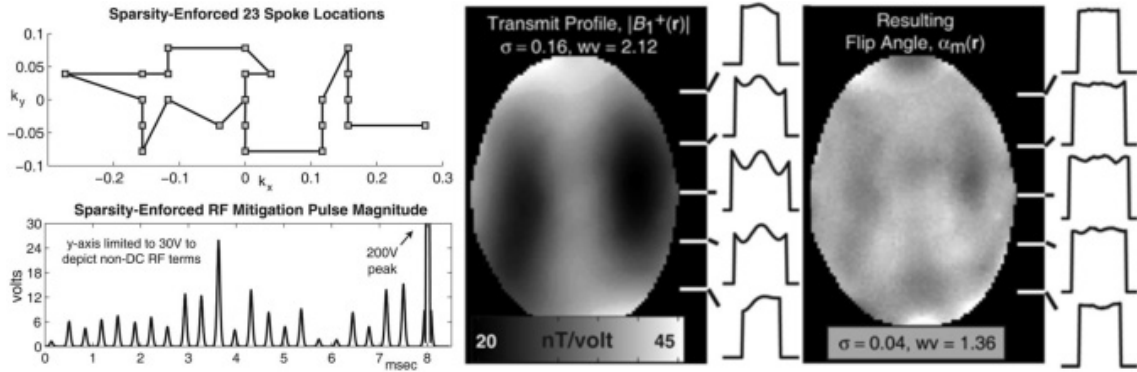 Sparsity-Enforced 23 Spoke Locations
0.1
0.05
0
−0.05
−0.1
ky
−0.2
−0.1
0
0.1
0.2
0.3
kx
Sparsity-Enforced RF Mitigation Pulse Magnitude
30
24
18
12
6
0
volts
y-axis limited to 30V to
depict non-DC RF terms
200V
peak
0 1 2 3 4 5 6 7 msec 8
Transmit Profile, |B1+(r)|
σ = 0.16, wv = 2.12
20 nT/volt 45
Resulting
Flip Angle, αm(r)
σ = 0.04, wv = 1.36